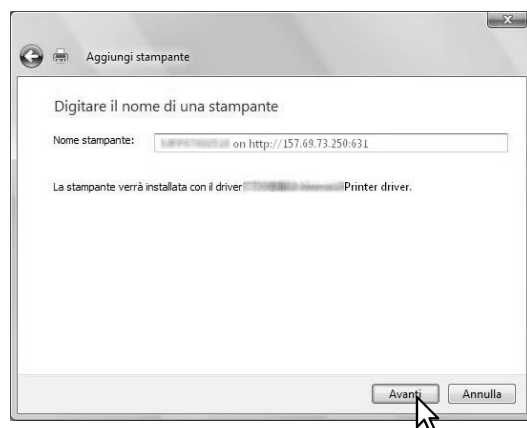 Aggiungi stampante
Digitare il nome di una stampante
Nome stampante: on http://157.69.73.250:631
La stampante verrà installata con il driver Printer driver.
Avanti Annulla